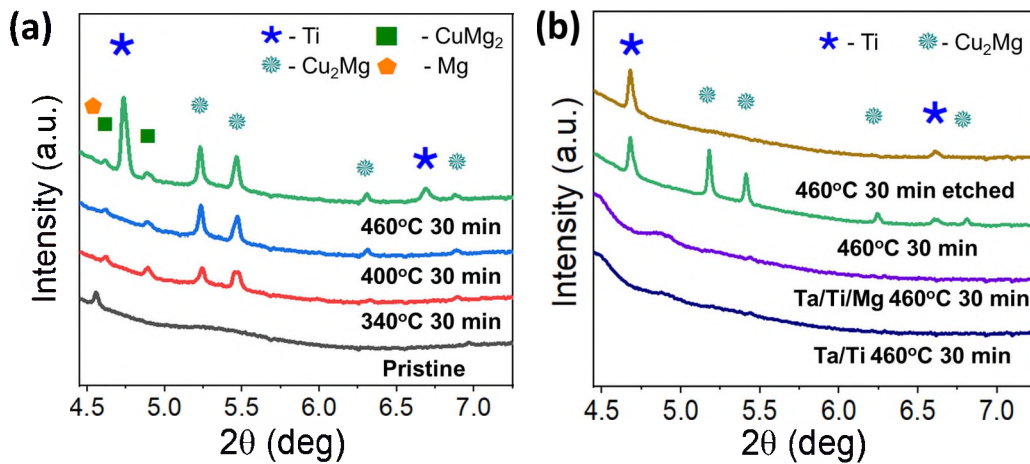 (a)
- Ti
- CuMg₂
- Cu₂Mg
- Mg
Intensity (a.u.)
460°C 30 min
400°C 30 min
340°C 30 min
Pristine
4.5 5.0 5.5 6.0 6.5 7.0
2θ (deg)
(b)
- Ti
- Cu₂Mg
Intensity (a.u.)
460°C 30 min etched
460°C 30 min
Ta/Ti/Mg 460°C 30 min
Ta/Ti 460°C 30 min
4.5 5.0 5.5 6.0 6.5 7.0
2θ (deg)